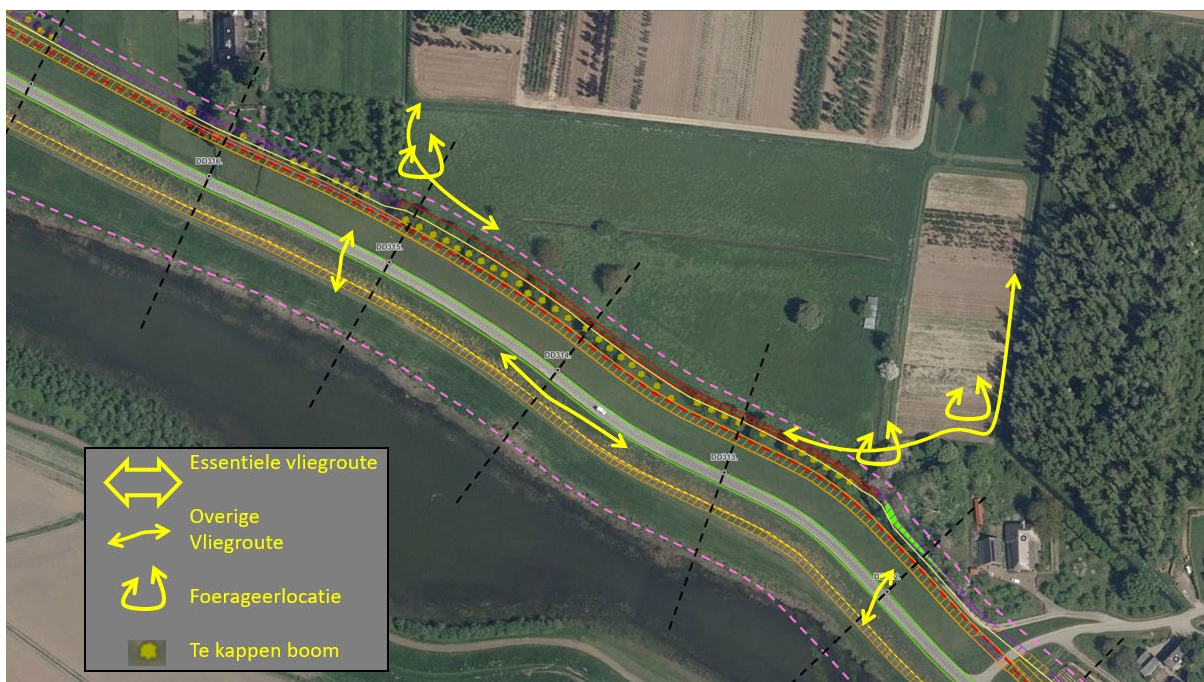 DD316.
DD315.
DD314.
DD313.
Essentiele vliegroute
Overige
Vliegroute
Foerageerlocatie
Te kappen boom